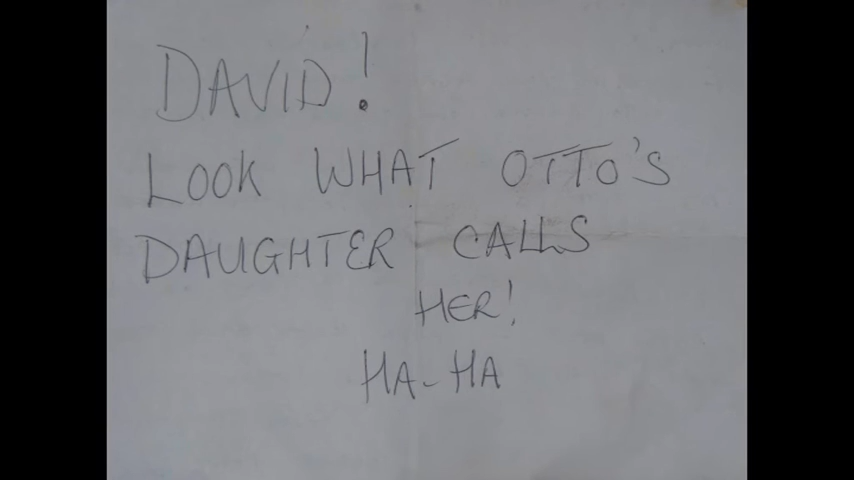 DAVID!
LOOK WHAT OTTO'S
DAUGHTER CALLS
HER!
HA-HA